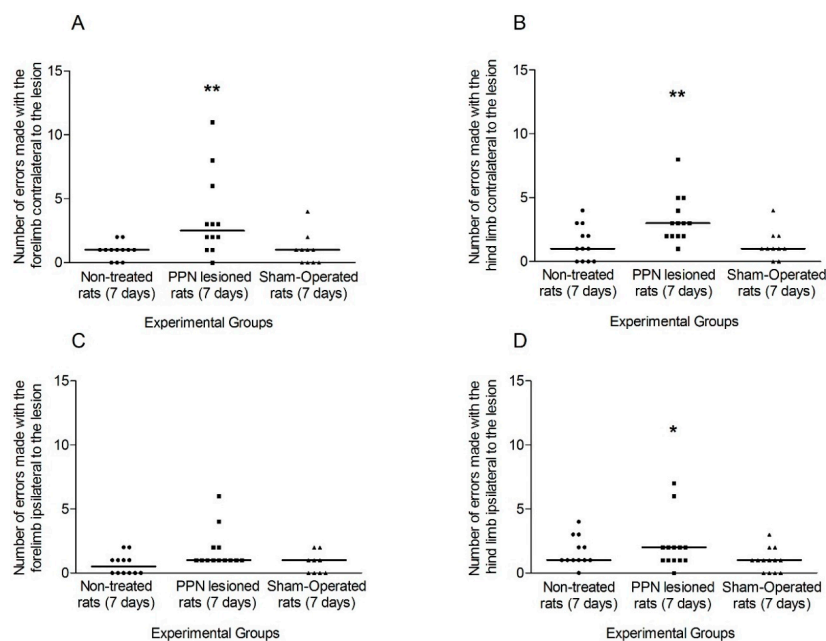 A
Number of errors made with the
forelimb contralateral to the lesion
15
10
5
0
**
Non-treated
rats (7 days)
PPN lesioned
rats (7 days)
Sham-Operated
rats (7 days)
Experimental Groups
B
Number of errors made with the
hind limb contralateral to the lesion
15
10
5
0
**
Non-treated
rats (7 days)
PPN lesioned
rats (7 days)
Sham-Operated
rats (7 days)
Experimental Groups
C
Number of errors made with the
forelimb ipsilateral to the lesion
15
10
5
0
Non-treated
rats (7 days)
PPN lesioned
rats (7 days)
Sham-Operated
rats (7 days)
Experimental Groups
D
Number of errors made with the
hind limb ipsilateral to the lesion
15
10
5
0
*
Non-treated
rats (7 days)
PPN lesioned
rats (7 days)
Sham-Operated
rats (7 days)
Experimental Groups